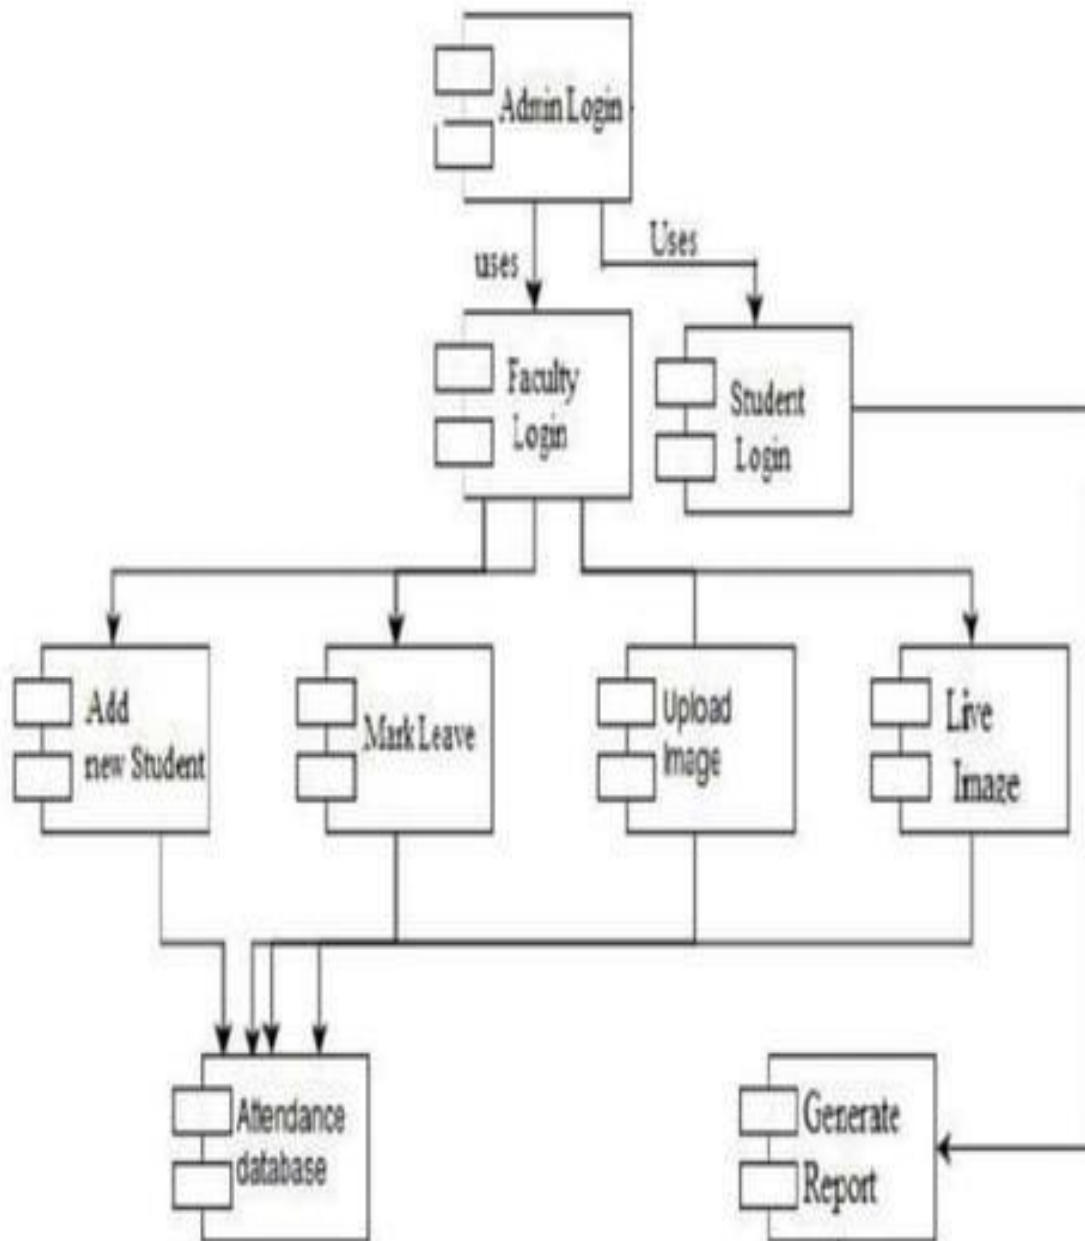 Admin Login
uses
Uses
Faculty
Login
Student
Login
Add
new Student
Mark Leave
Upload
Image
Live
Image
Attendance
database
Generate
Report